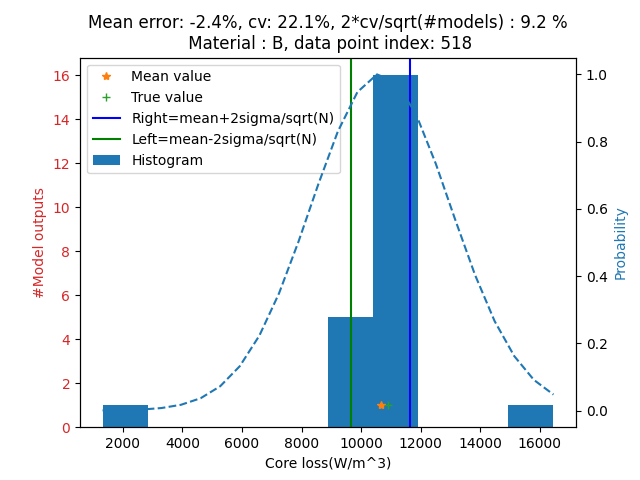 Mean error: -2.4%, cv: 22.1%, 2*cv/sqrt(#models) : 9.2 %
Material : B, data point index: 518
Mean value
True value
Right=mean+2sigma/sqrt(N)
Left=mean-2sigma/sqrt(N)
Histogram
16
14
12
10
8
6
4
2
0
#Model outputs
1.0
0.8
0.6
0.4
0.2
0.0
Probability
2000 4000 6000 8000 10000 12000 14000 16000
Core loss(W/m^3)